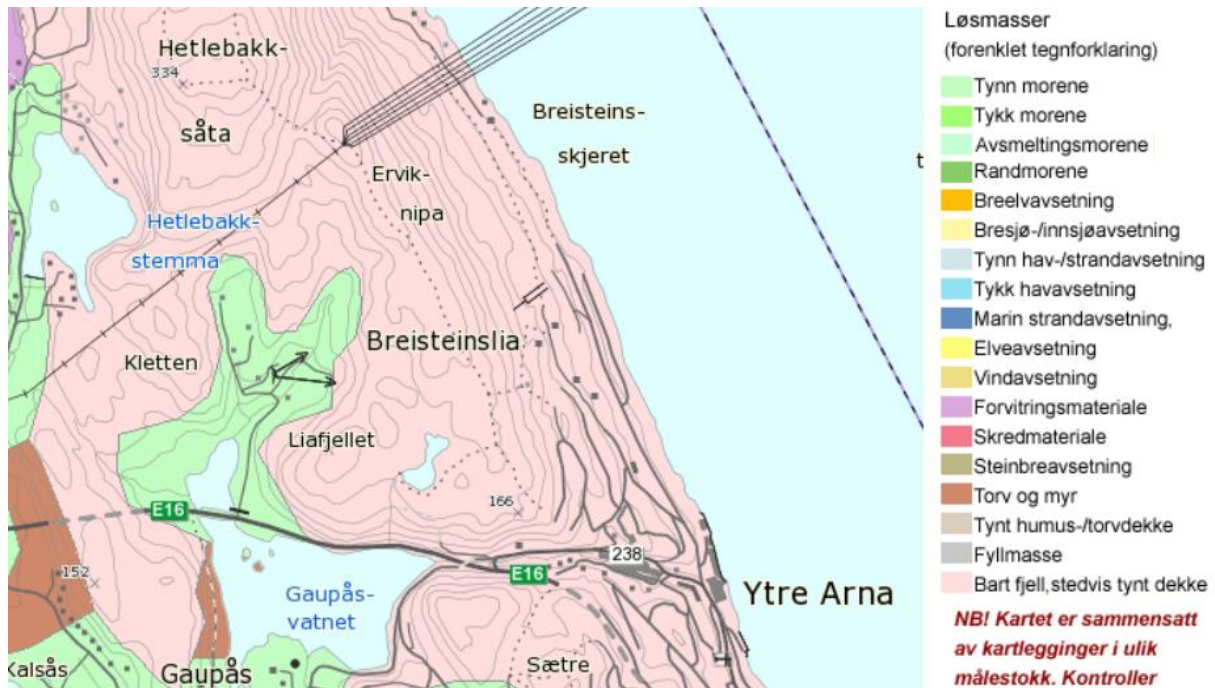 Hetlebakk-
334
såta
Breisteins-
skjeret
t
Ervik-
nipa
Hetlebakk-
stemma
Kletten
Breisteinslia
Liafjellet
E16
166
238
E16
152
Gaupås-
vatnet
Ytre Arna
Kalsås
Gaupås
Sætre
Løsmasser
(forenklet tegnforklaring)
Tynn morene
Tykk morene
Avsmeltingsmorene
Randmorene
Breelvavsetning
Bresjø-/innsjøavsetning
Tynn hav-/strandavsetning
Tykk havavsetning
Marin strandavsetning,
Elveavsetning
Vindavsetning
Forvitringsmateriale
Skredmateriale
Steinbreavsetning
Torv og myr
Tynt humus-/torvdekke
Fyllmasse
Bart fjell,stedvis tynt dekke
NB! Kartet er sammensatt
av kartlegginger i ulik
målestokk. Kontroller